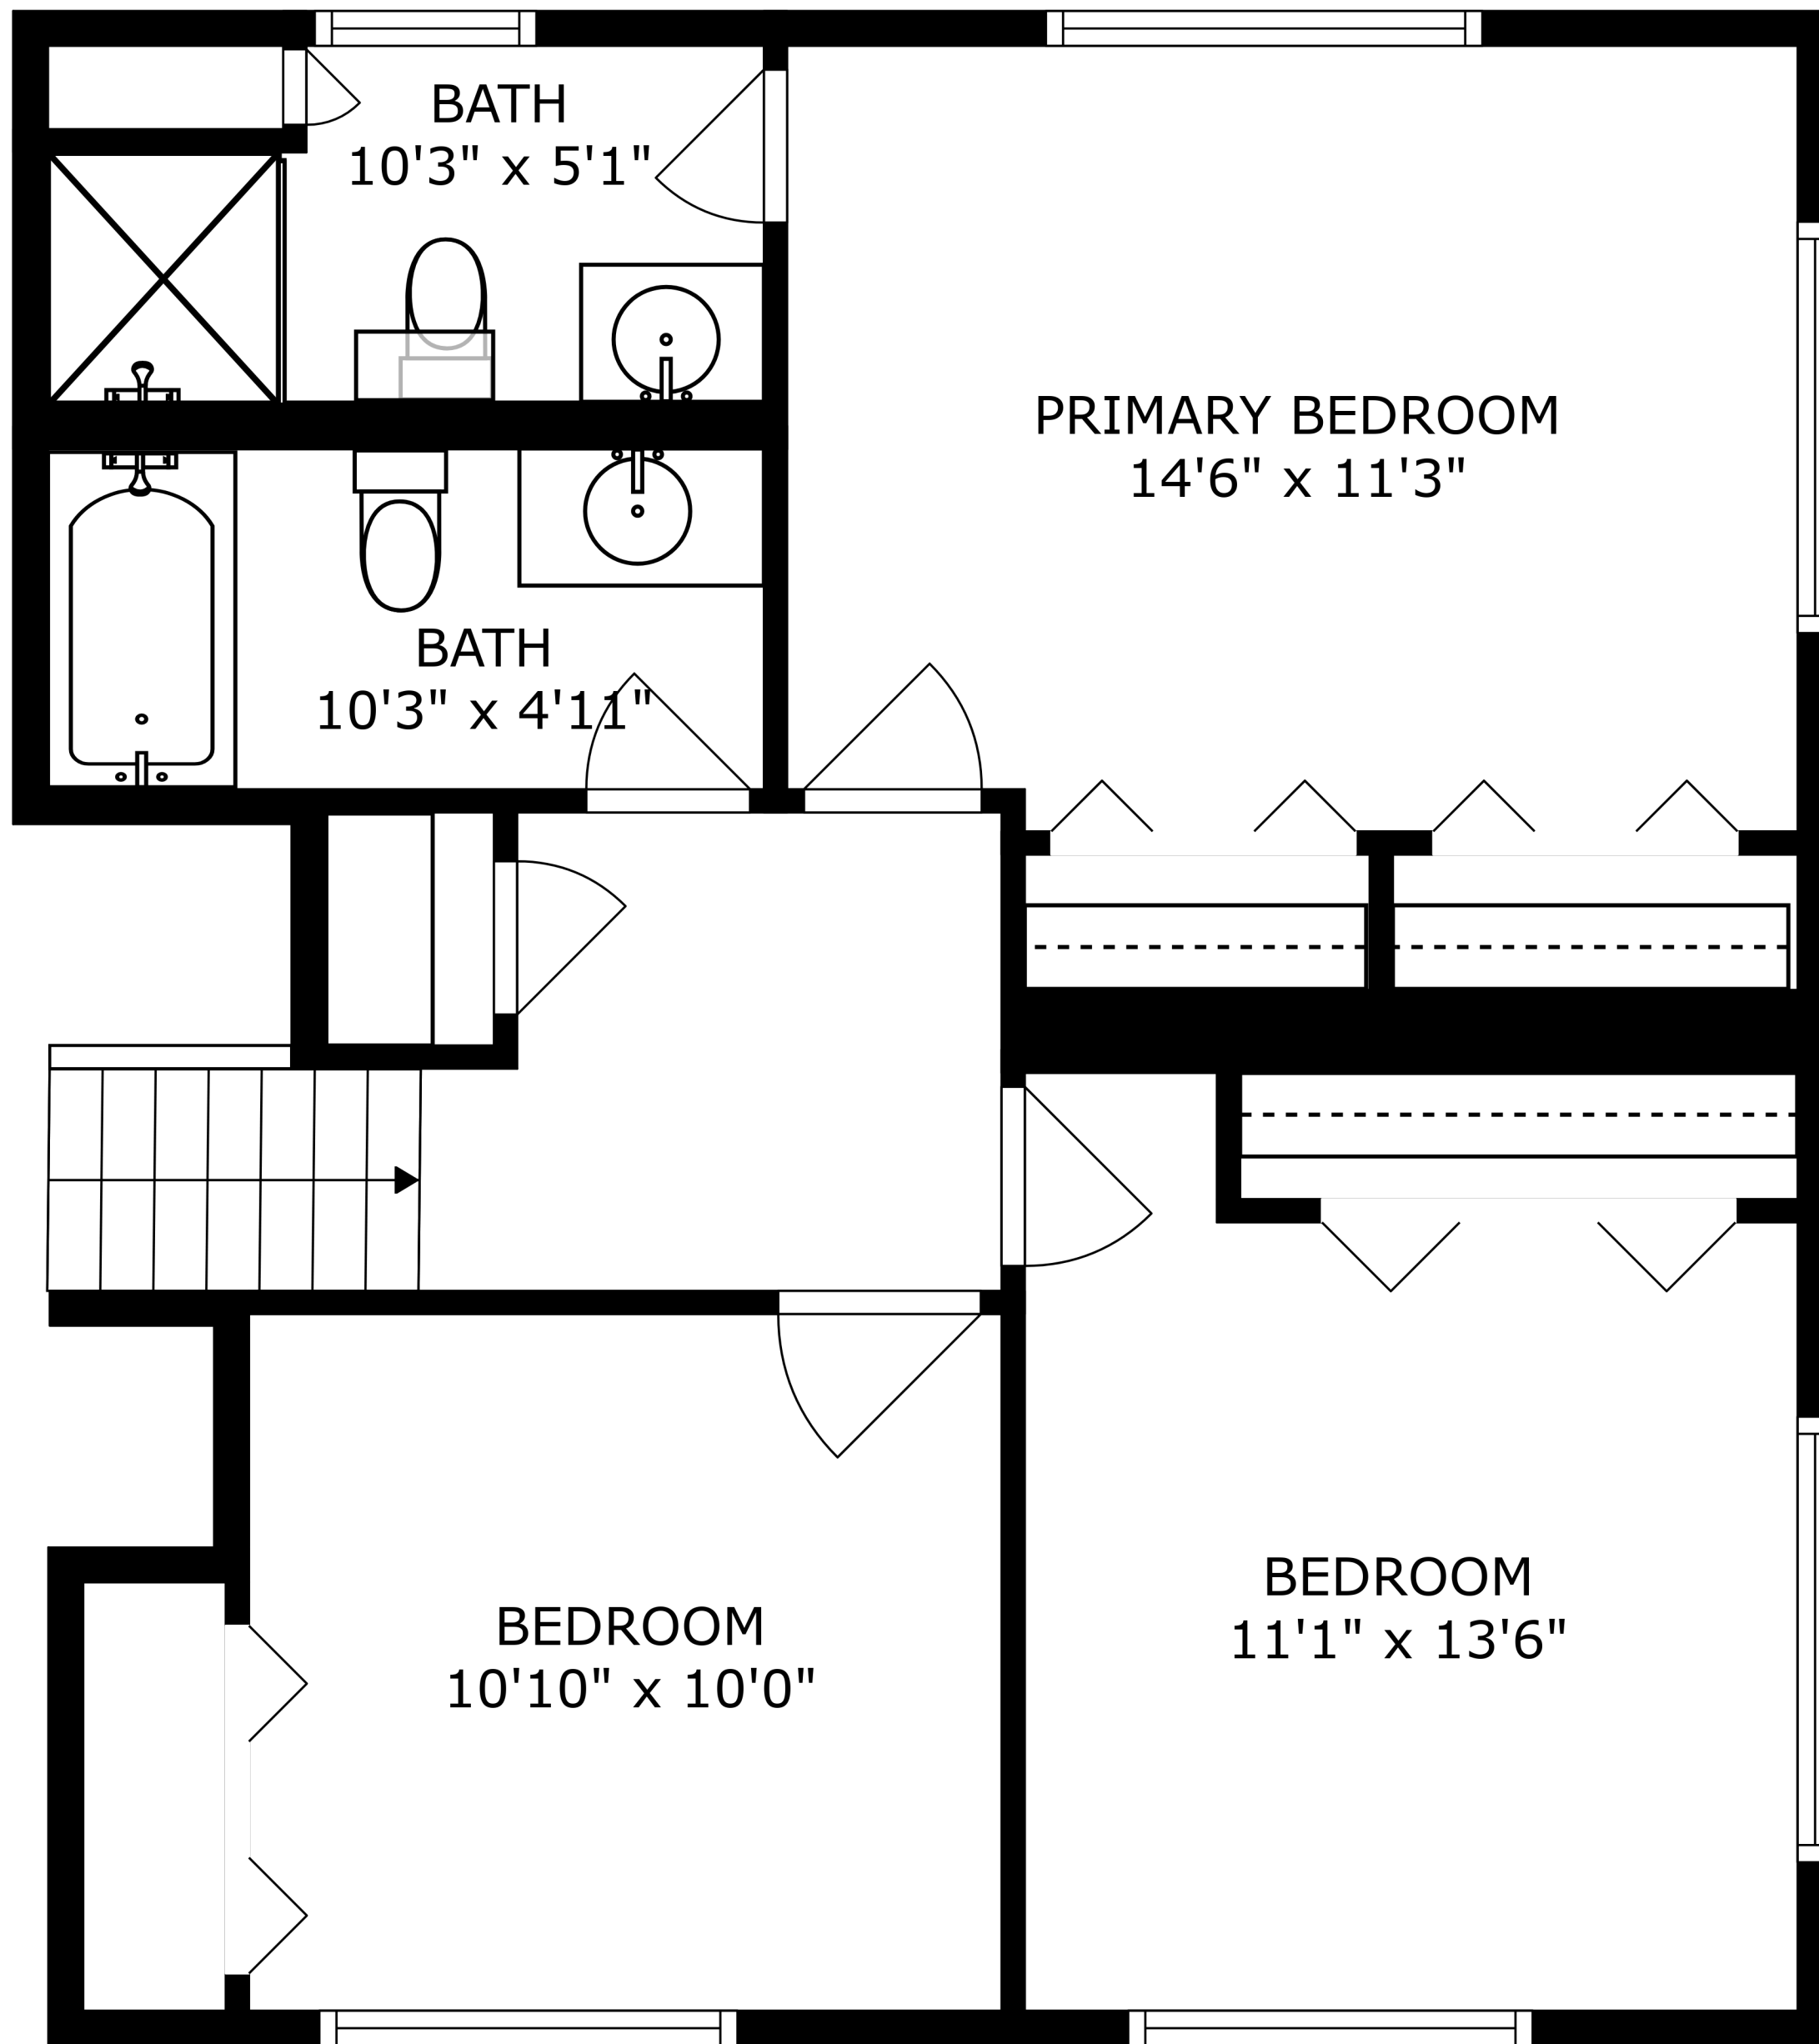 BATH
10'3" x 5'1"
PRIMARY BEDROOM
14'6" x 11'3"
BATH
10'3" x 4'11"
BEDROOM
11'1" x 13'6"
BEDROOM
10'10" x 10'0"